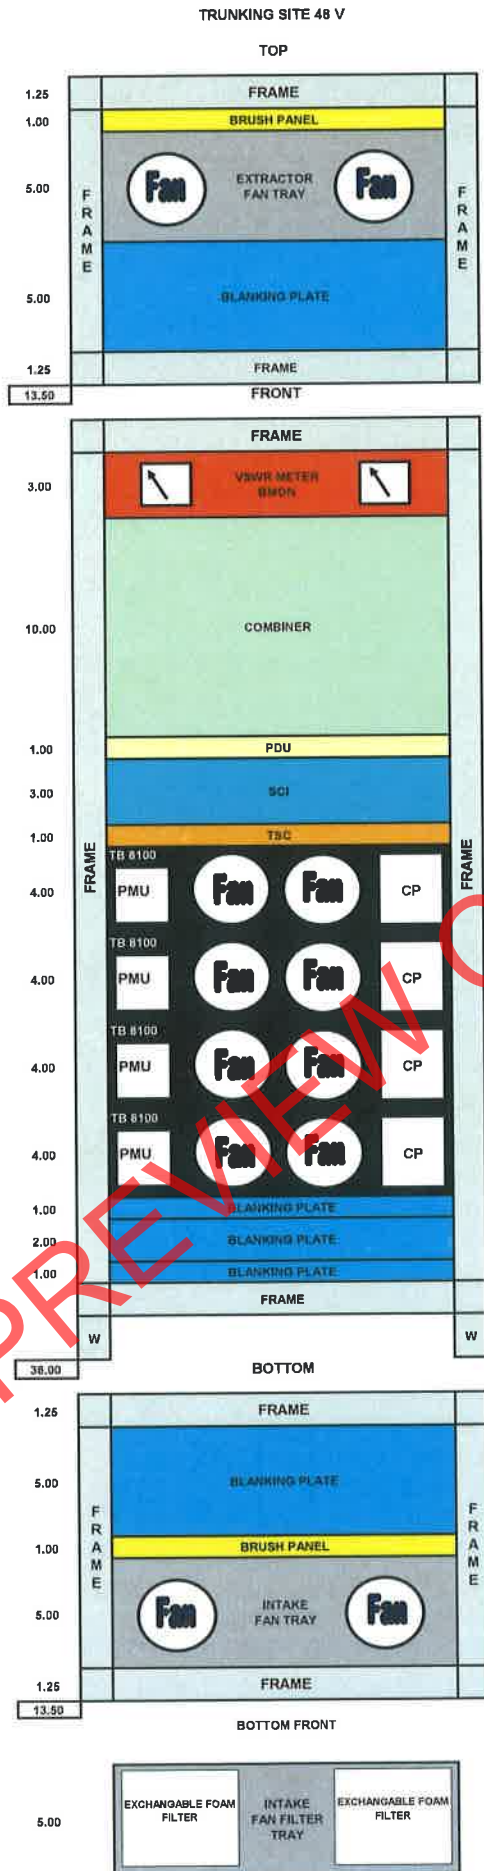 TRUNKING SITE 48 V
TOP
1.25 FRAME
1.00 BRUSH PANEL
5.00 Fan EXTRACTOR FAN TRAY Fan
FRAME FRAME
5.00 BLANKING PLATE
1.25 FRAME
13.50 FRONT
FRAME
3.00 VSWR METER
BMON
10.00 COMBINER
1.00 PDU
3.00 SCI
1.00 TSC
FRAME FRAME
TB 8100
4.00 PMU Fan Fan CP
TB 8100
4.00 PMU Fan Fan CP
TB 8100
4.00 PMU Fan Fan CP
TB 8100
4.00 PMU Fan Fan CP
1.00 BLANKING PLATE
2.00 BLANKING PLATE
1.00 BLANKING PLATE
FRAME
W W
38.00 BOTTOM
1.25 FRAME
5.00 BLANKING PLATE
FRAME FRAME
1.00 BRUSH PANEL
5.00 Fan INTAKE FAN TRAY Fan
1.25 FRAME
13.50
BOTTOM FRONT
5.00 EXCHANGABLE FOAM FILTER INTAKE FAN FILTER TRAY EXCHANGABLE FOAM FILTER
PREVIEW